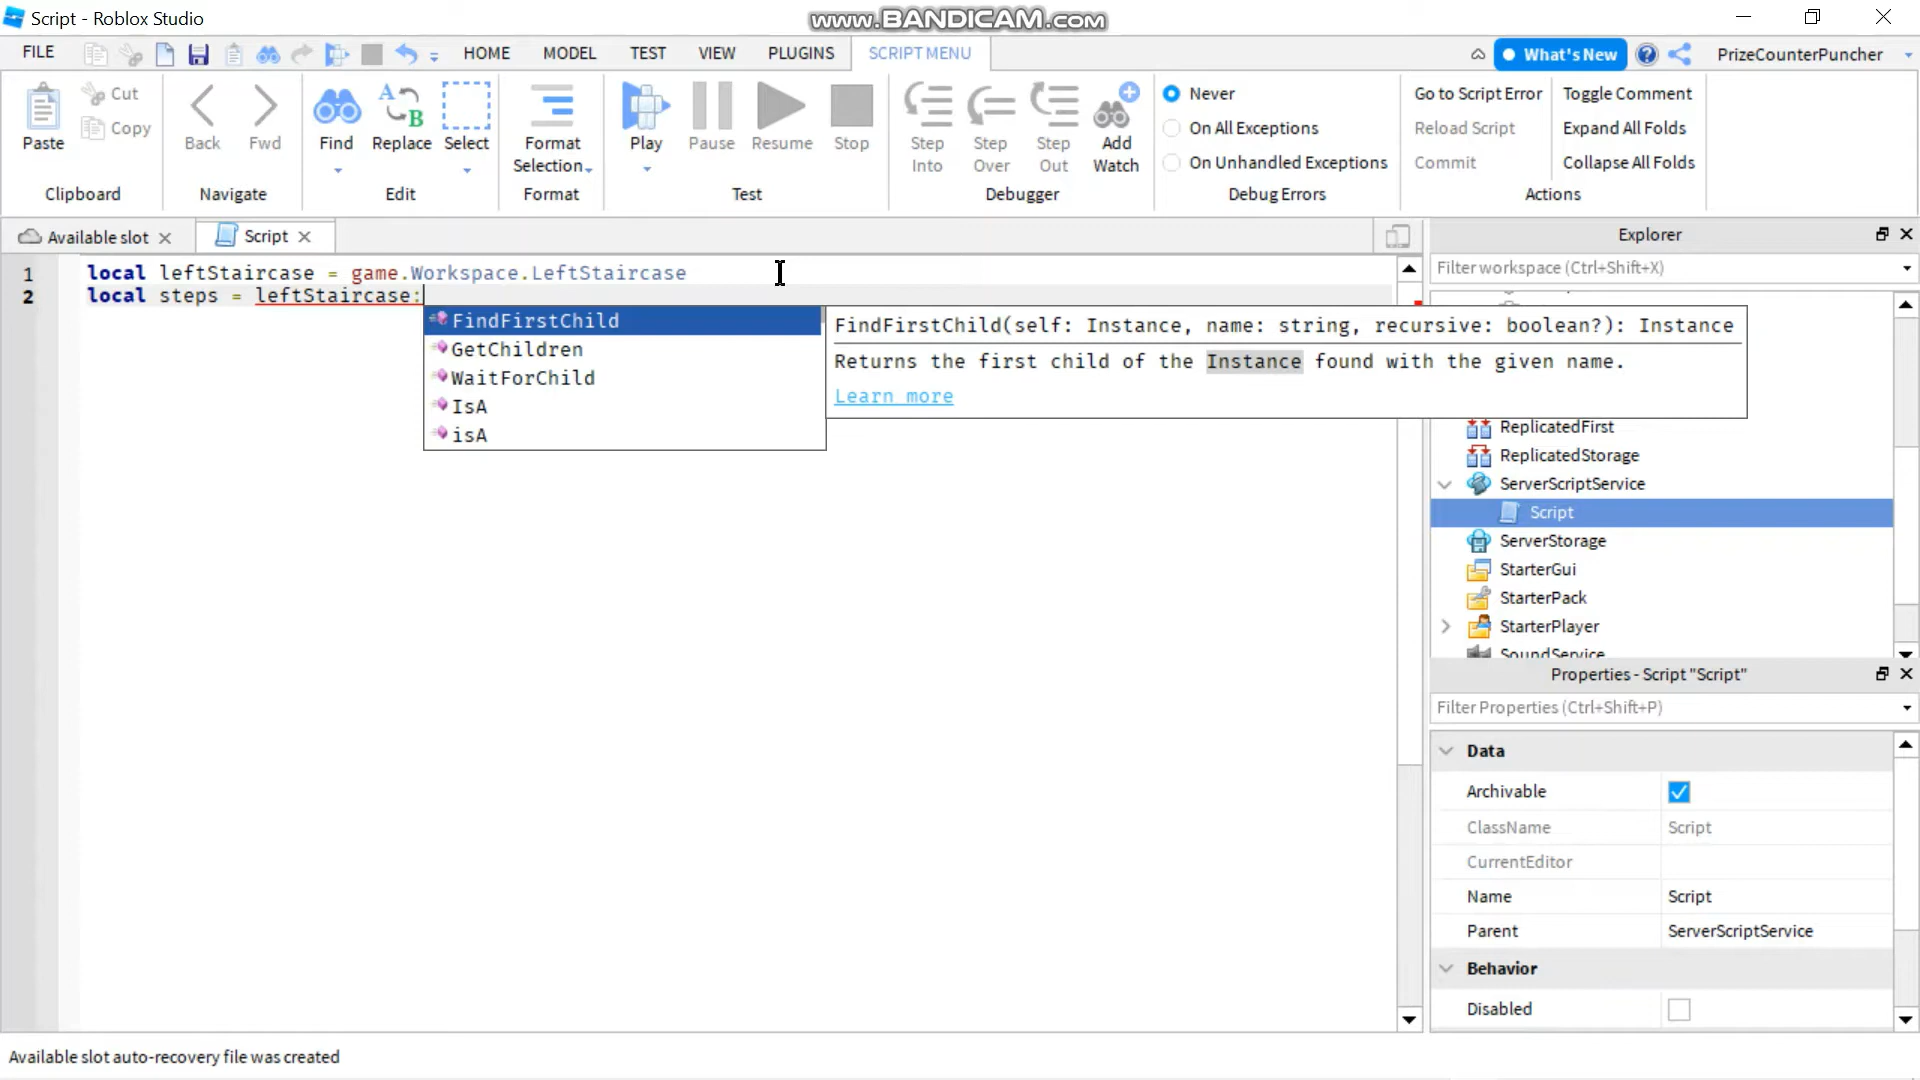 Script - Roblox Studio
www.BANDICAM.com
FILE
HOME
MODEL
TEST
VIEW
PLUGINS
SCRIPT MENU
What's New
PrizeCounterPuncher
Paste
Cut
Copy
Clipboard
Back
Fwd
Navigate
Find
Replace
Select
Edit
Format
Selection
Format
Play
Pause
Resume
Stop
Test
Step
Into
Step
Over
Step
Out
Add
Watch
Debugger
Never
On All Exceptions
On Unhandled Exceptions
Debug Errors
Go to Script Error
Reload Script
Commit
Toggle Comment
Expand All Folds
Collapse All Folds
Actions
Available slot
Script
1 local leftStaircase = game.Workspace.LeftStaircase
2 local steps = leftStaircase:
FindFirstChild
GetChildren
WaitForChild
IsA
isA
FindFirstChild(self: Instance, name: string, recursive: boolean?): Instance
Returns the first child of the Instance found with the given name.
Learn more
Explorer
Filter workspace (Ctrl+Shift+X)
ReplicatedFirst
ReplicatedStorage
ServerScriptService
Script
ServerStorage
StarterGui
StarterPack
StarterPlayer
SoundService
Properties - Script "Script"
Filter Properties (Ctrl+Shift+P)
Data
Archivable
ClassName Script
CurrentEditor
Name Script
Parent ServerScriptService
Behavior
Disabled
Available slot auto-recovery file was created